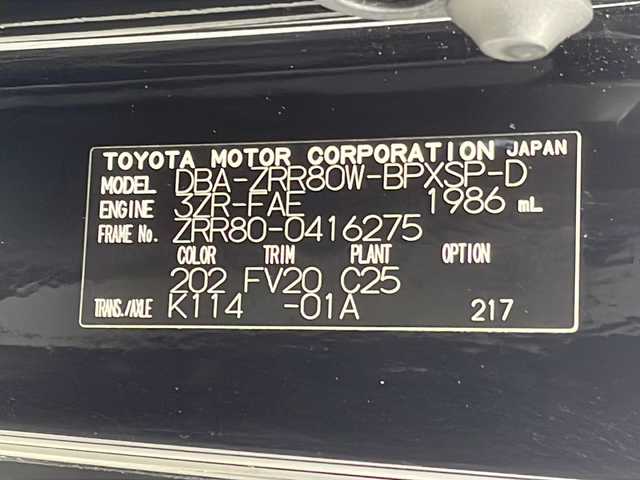 TOYOTA MOTOR CORPORATION JAPAN
MODEL DBA-ZRR80W-BPXSP-D
ENGINE 3ZR-FAE 1986 mL
FRAME No. ZRR80-0416275
COLOR TRIM PLANT OPTION
202 FV20 C25
TRANS./AXLE K114 -01A 217